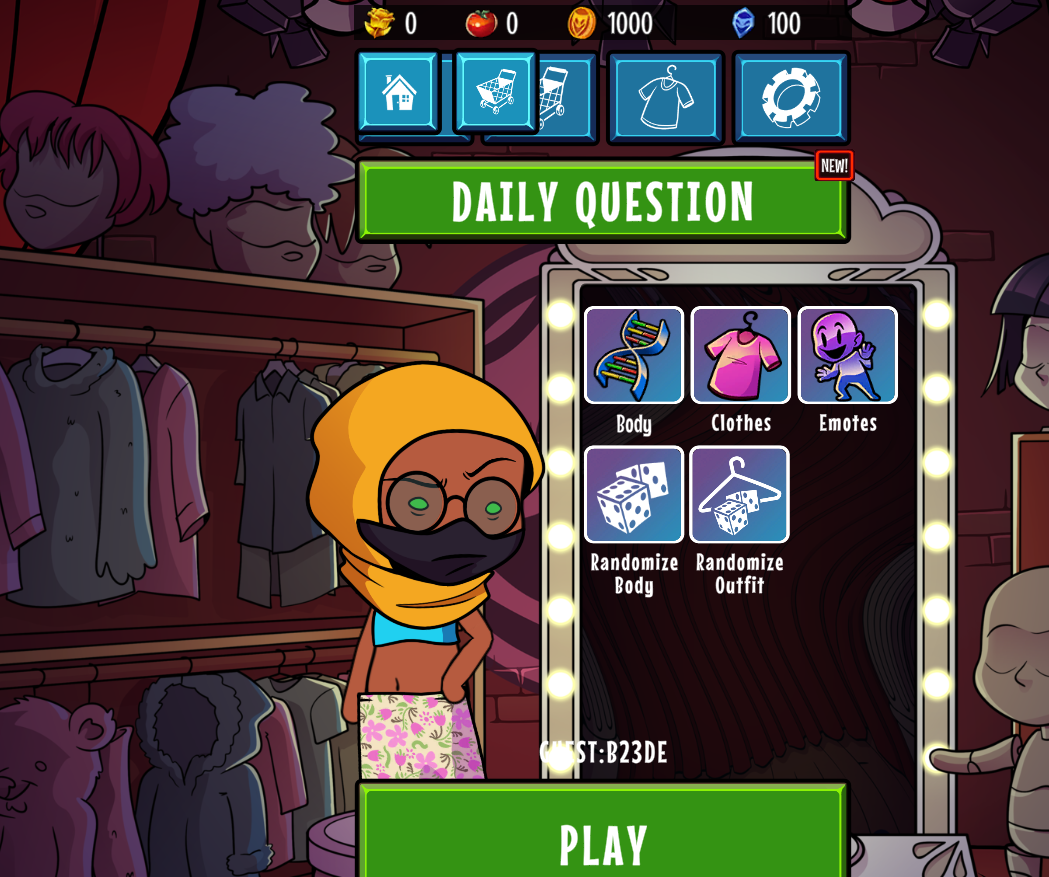 0 0 1000 100
NEW!
DAILY QUESTION
Body Clothes Emotes
Randomize Randomize
Body Outfit
GUEST:B23DE
PLAY